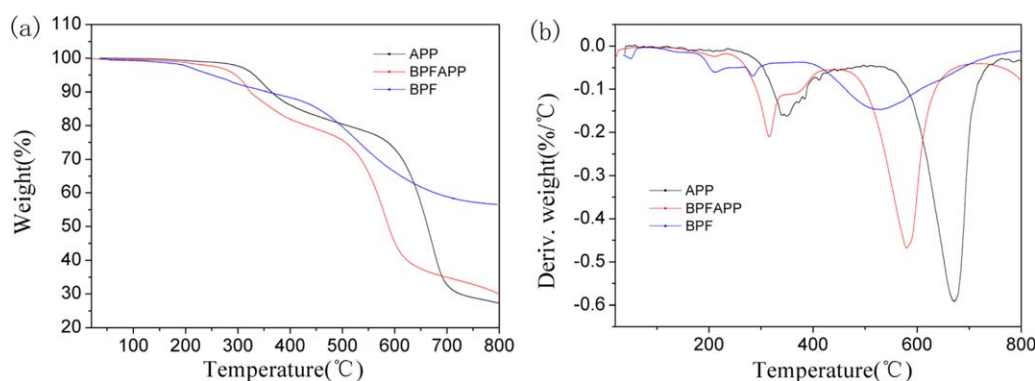 (a)
110
100
90
80
70
60
50
40
30
20
Weight(%)
APP
BPFAPP
BPF
100 200 300 400 500 600 700 800
Temperature(℃)
(b)
0.0
-0.1
-0.2
-0.3
-0.4
-0.5
-0.6
Deriv. weight(%/℃)
APP
BPFAPP
BPF
200 400 600 800
Temperature(℃)